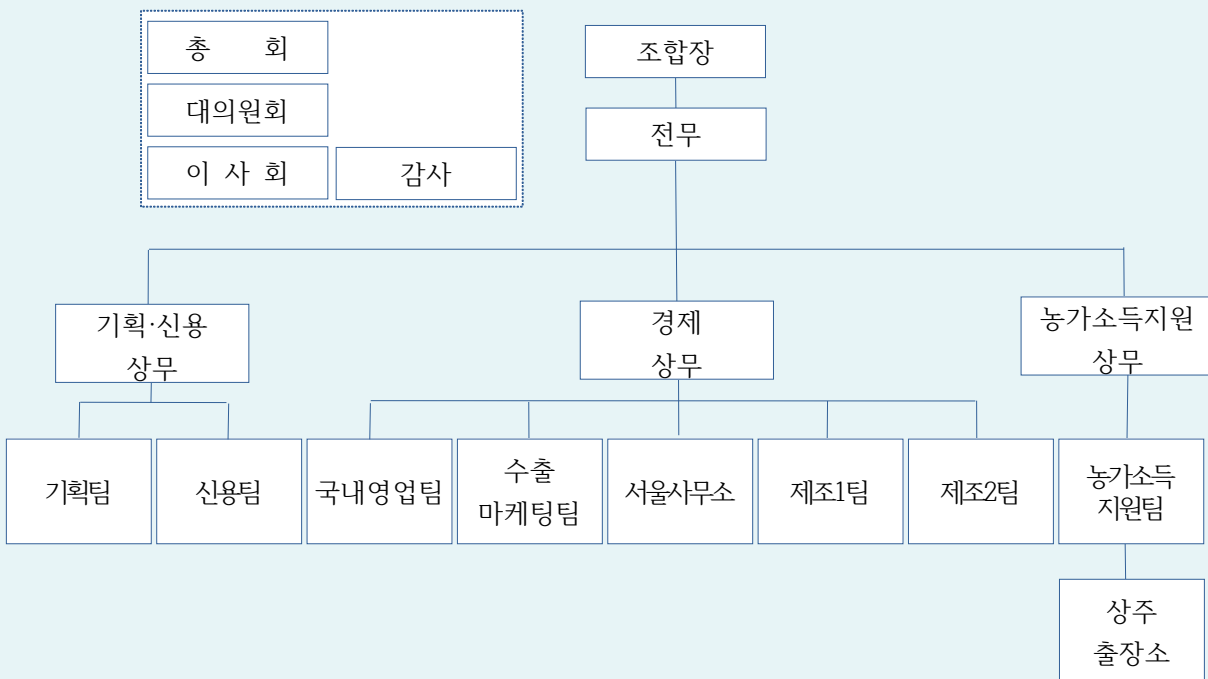 총 회
대의원회
이 사 회
감사
조합장
전무
기획·신용
상무
경제
상무
농가소득지원
상무
기획팀
신용팀
국내영업팀
수출
마케팅팀
서울사무소
제조1팀
제조2팀
농가소득
지원팀
상주
출장소